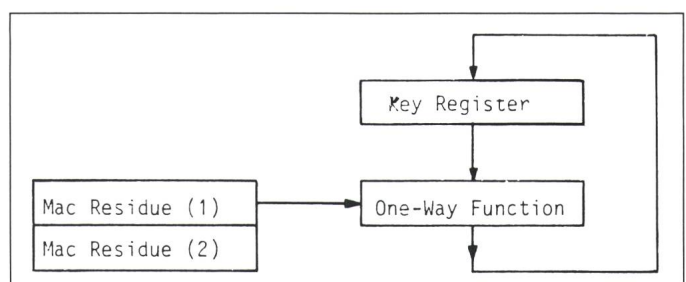 Key Register
Mac Residue (1)
One-Way Function
Mac Residue (2)